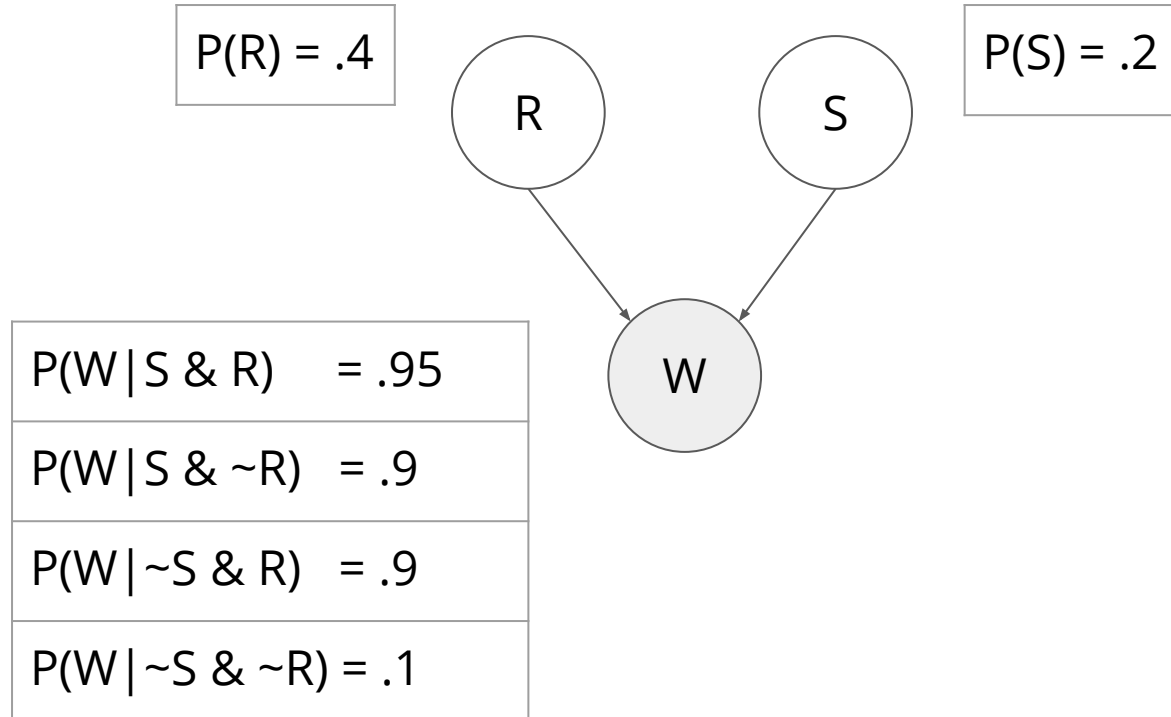 P(R) = .4
R
S
P(S) = .2
W
P(W|S & R) = .95
P(W|S & ~R) = .9
P(W|~S & R) = .9
P(W|~S & ~R) = .1